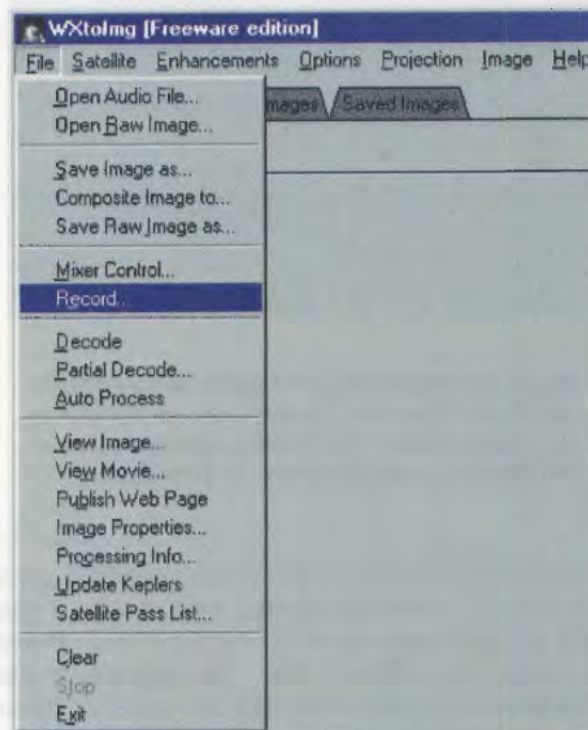 WXtoImg [Freeware edition]
File Satellite Enhancements Options Projection Image Help
Open Audio File...
mages Saved Images
Open Raw Image...
Save Image as...
Composite Image to...
Save Raw Image as...
Mixer Control...
Record...
Decode
Partial Decode...
Auto Process
View Image...
View Movie...
Publish Web Page
Image Properties...
Processing Info...
Update Keplers
Satellite Pass List...
Clear
Stop
Exit